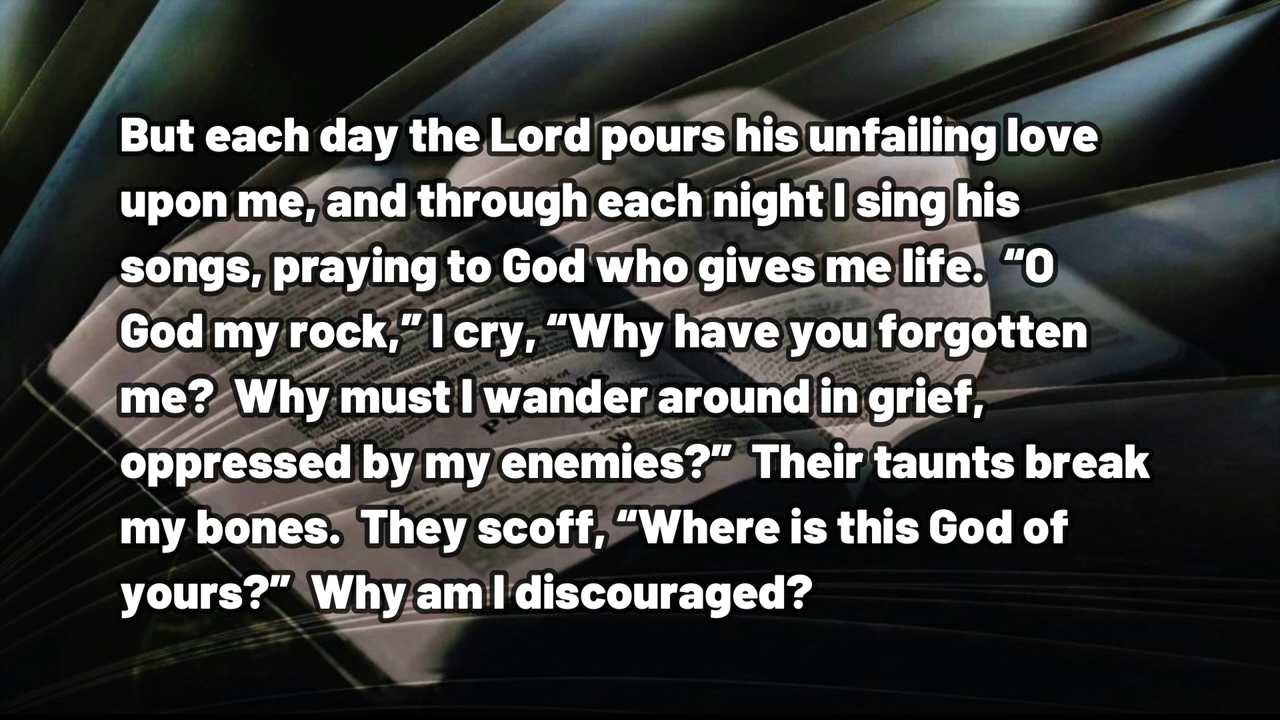 But each day the Lord pours his unfailing love
upon me, and through each night I sing his
songs, praying to God who gives me life.  “O
God my rock,” I cry, “Why have you forgotten
me?  Why must I wander around in grief,
oppressed by my enemies?”  Their taunts break
my bones.  They scoff, “Where is this God of
yours?”  Why am I discouraged?